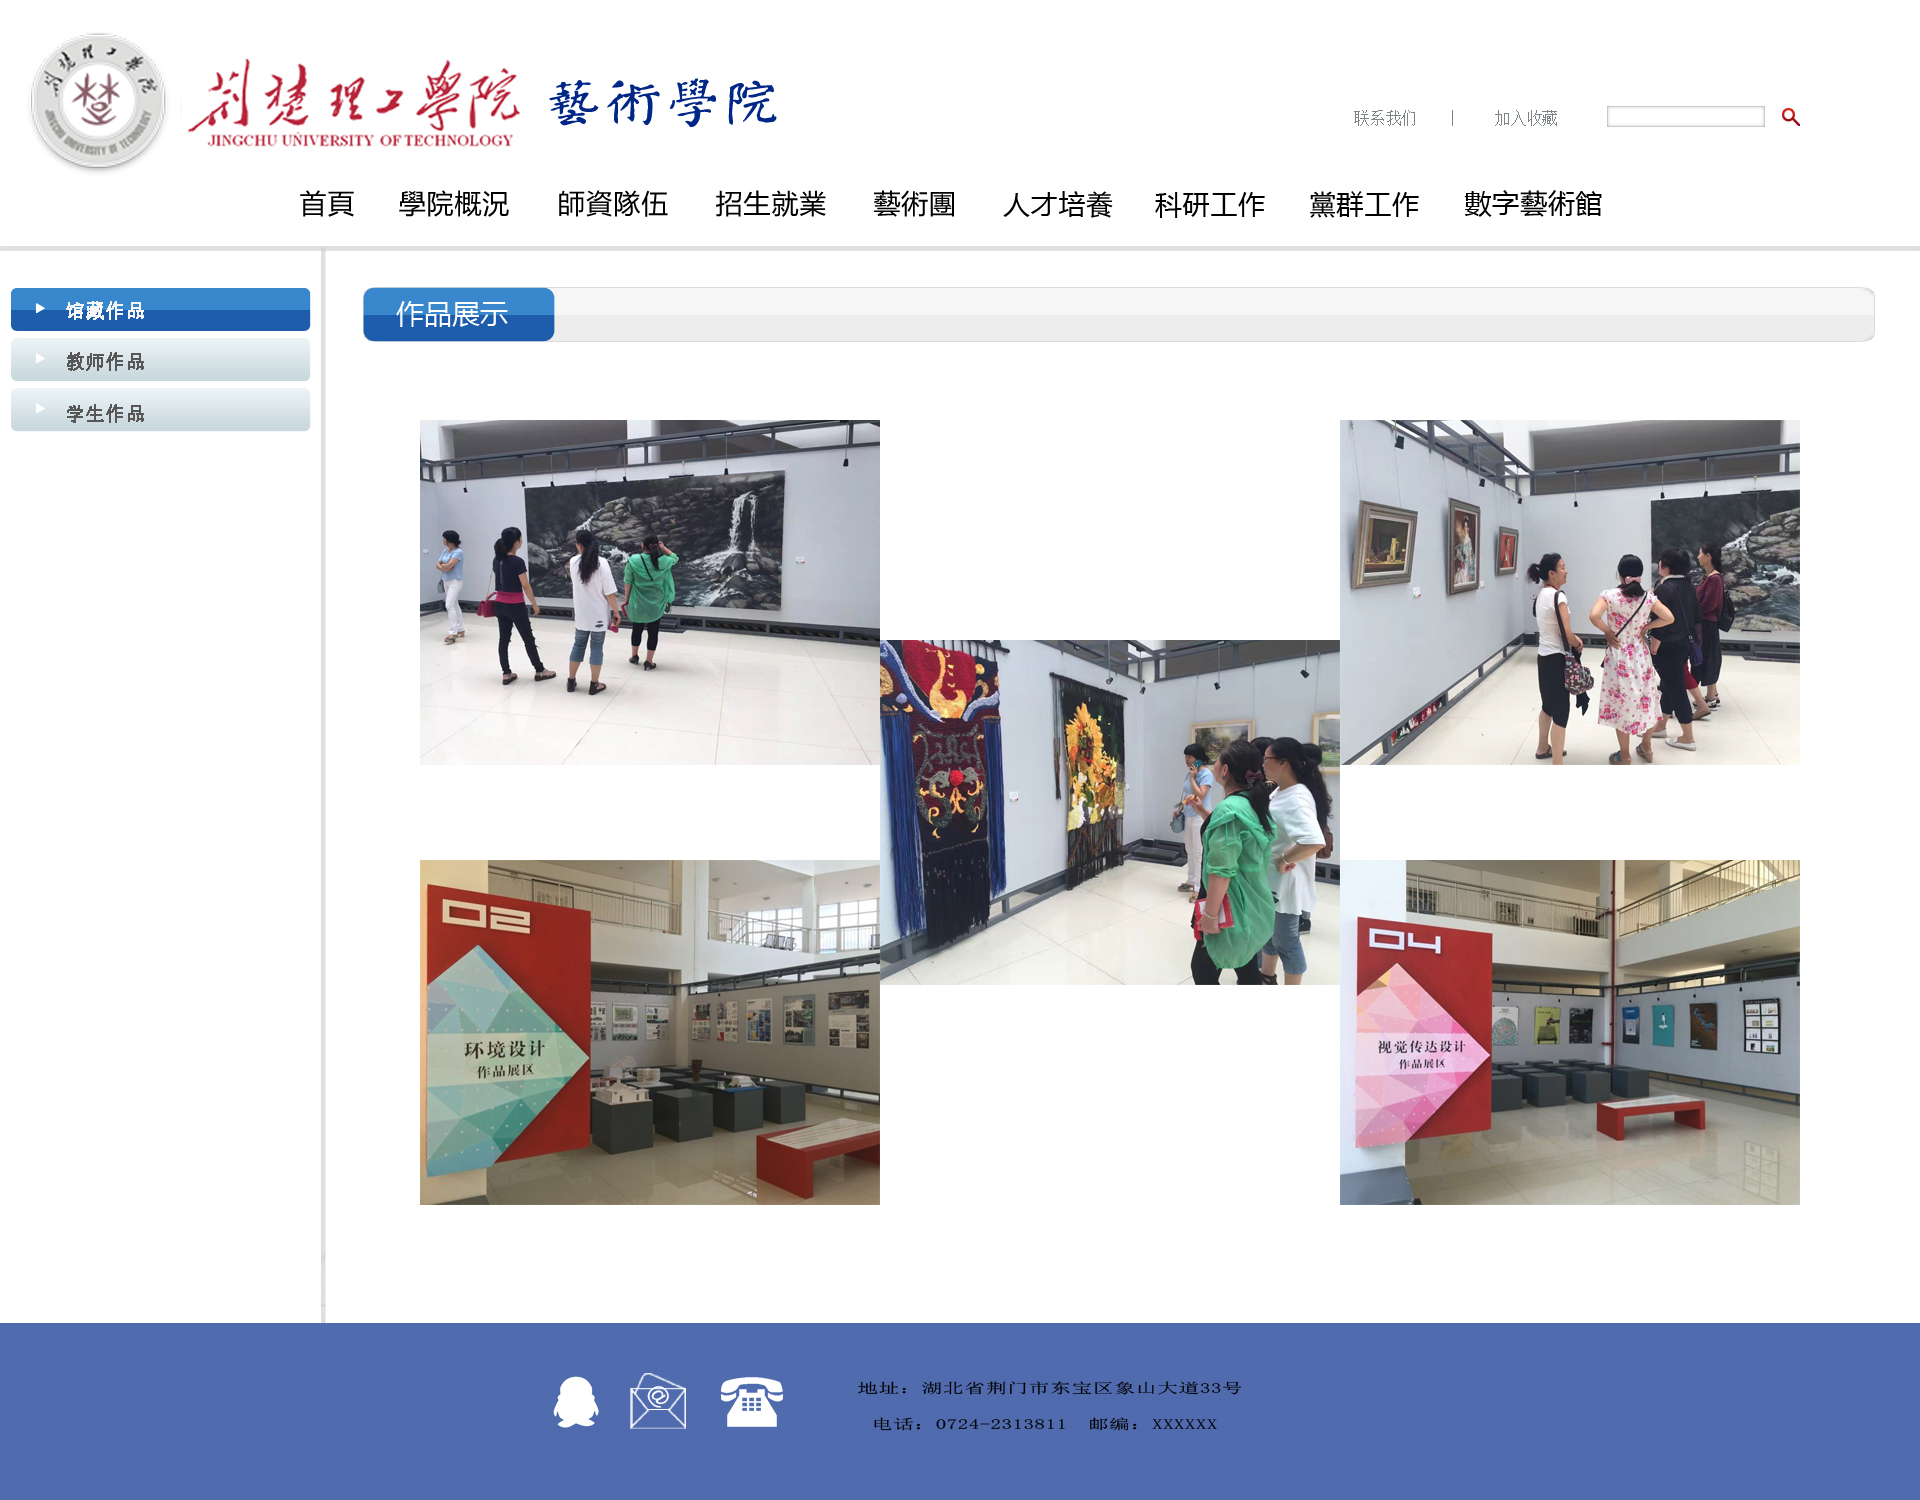 荆楚理工學院 藝術學院
JINGCHU UNIVERSITY OF TECHNOLOGY
联系我们 | 加入收藏
首頁 學院概況 師資隊伍 招生就業 藝術團 人才培養 科研工作 黨群工作 數字藝術館
馆藏作品
教师作品
学生作品
作品展示
02
环境设计
作品展区
04
视觉传达设计
作品展区
地址：湖北省荆门市东宝区象山大道33号
电话：0724-2313811 邮编：XXXXXX